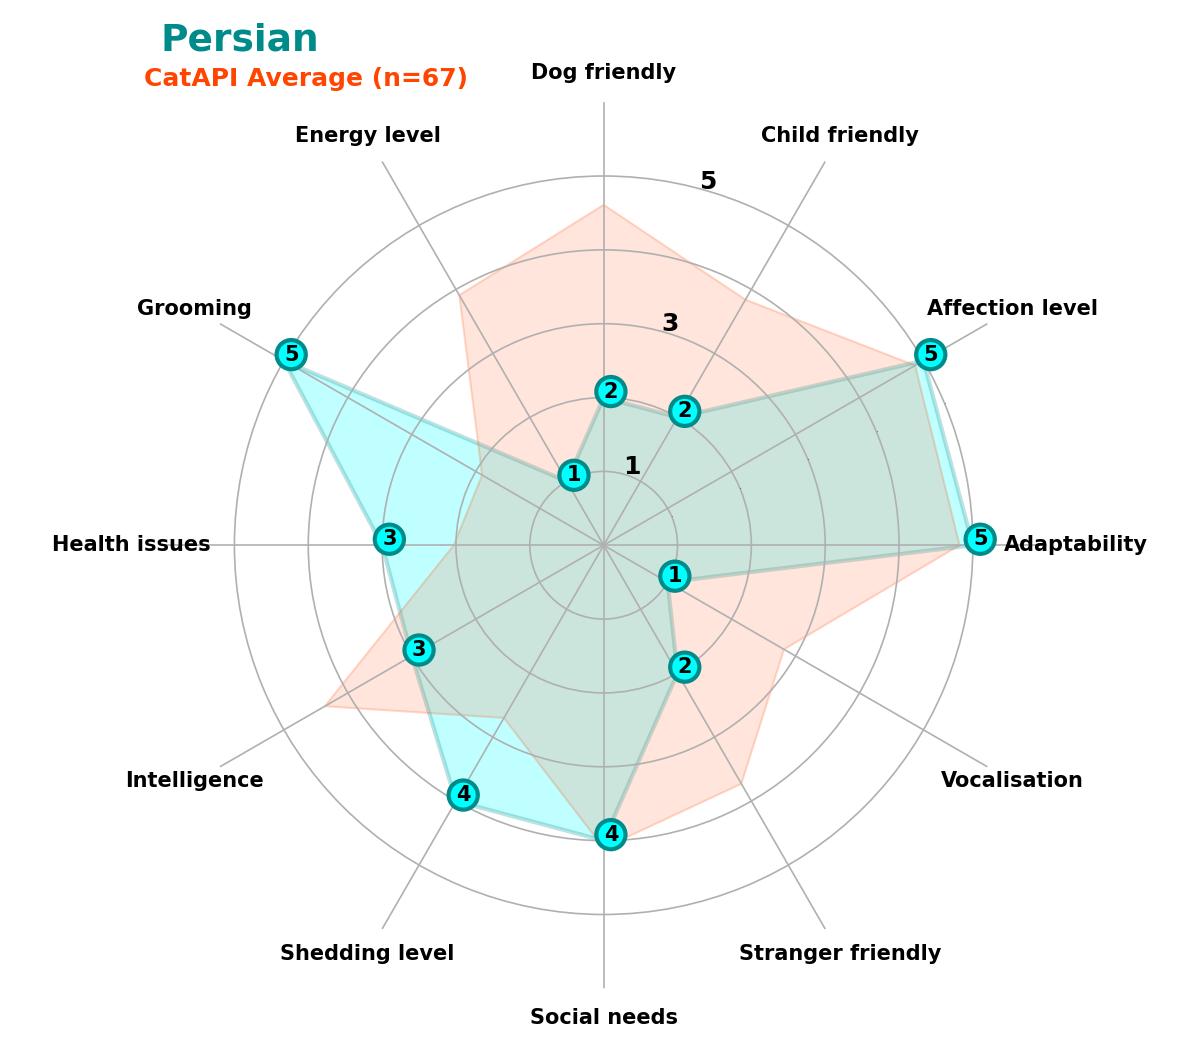 Persian
CatAPI Average (n=67)
Dog friendly
Energy level
Child friendly
5
Grooming
Affection level
3
5
5
2
2
1
1
Health issues
3
5
Adaptability
1
3
2
Intelligence
Vocalisation
4
4
Shedding level
Stranger friendly
Social needs